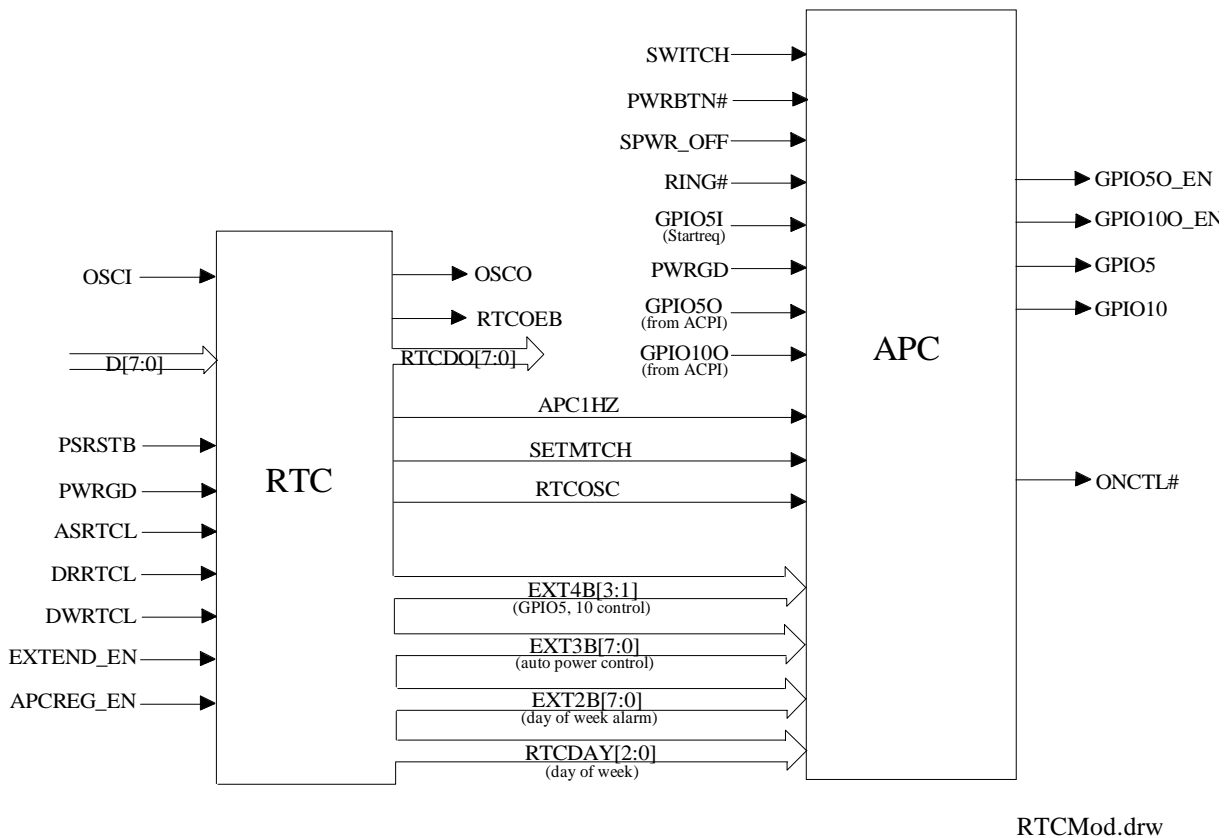 SWITCH
PWRBTN#
SPWR_OFF
RING#
GPIO5I
(Startreq)
PWRGD
GPIO5O
(from ACPI)
GPIO10O
(from ACPI)
APC
GPIO5O_EN
GPIO10O_EN
GPIO5
GPIO10
ONCTL#
OSCI
D[7:0]
PSRSTB
PWRGD
ASRTCL
DRRTCL
DWRTCL
EXTEND_EN
APCREG_EN
RTC
OSCO
RTCOEB
RTCDO[7:0]
APC1HZ
SETMTCH
RTCOSC
EXT4B[3:1]
(GPIO5, 10 control)
EXT3B[7:0]
(auto power control)
EXT2B[7:0]
(day of week alarm)
RTCDAY[2:0]
(day of week)
RTCMod.drw